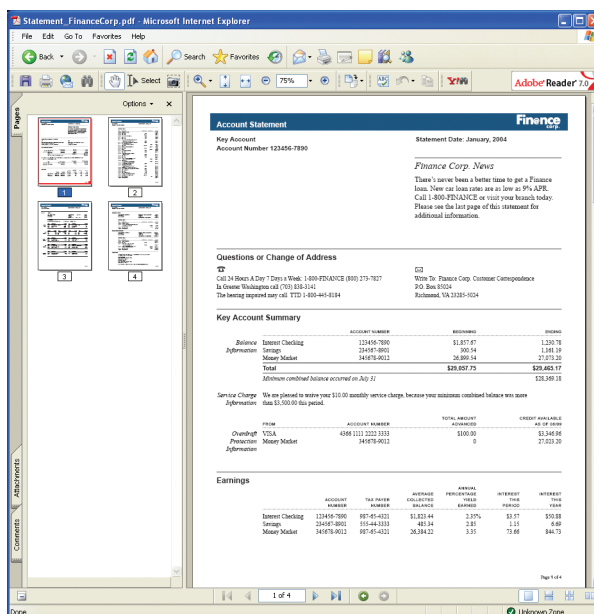 Statement_FinanceCorp.pdf - Microsoft Internet Explorer
File Edit Go To Favorites Help
Back Search Favorites
Select 75% Y! Adobe Reader 7.0
Pages
Options
1
2
3
4
Attachments
Comments
Account Statement
Finance corp.
Key Account
Account Number 123456-7890
Statement Date: January, 2004
Finance Corp. News
There's never been a better time to get a Finance
loan. New car loan rates are as low as 9% APR.
Call 1-800-FINANCE or visit your branch today.
Please see the last page of this statement for
additional information.
Questions or Change of Address
Call 24 Hours A Day 7 Days a Week: 1-800-FINANCE (800) 273-7827
In Greater Washington call (703) 838-3141
The hearing impaired may call TTD 1-800-445-8184
Write To: Finance Corp. Customer Correspondence
P.O. Box 85024
Richmond, VA 23285-5024
Key Account Summary
ACCOUNT NUMBER BEGINNING ENDING
Balance Information
Interest Checking 123456-7890 $1,857.67 1,230.78
Savings 234567-8901 300.54 1,161.19
Money Market 345678-9012 26,899.54 27,073.20
Total $29,057.75 $29,465.17
Minimum combined balance occurred on July 31 $28,369.18
Service Charge Information
We are pleased to waive your $10.00 monthly service charge, because your minimum combined balance was more
than $3,500.00 this period.
FROM ACCOUNT NUMBER TOTAL AMOUNT ADVANCED CREDIT AVAILABLE AS OF 08/99
Overdraft Protection Information
VISA 4366 1111 2222 3333 $100.00 $3,346.96
Money Market 345678-9012 0 27,023.20
Earnings
ACCOUNT NUMBER TAX PAYER NUMBER AVERAGE COLLECTED BALANCE ANNUAL PERCENTAGE YIELD EARNED INTEREST THIS PERIOD INTEREST THIS YEAR
Interest Checking 123456-7890 987-65-4321 $1,823.44 2.35% $3.57 $50.88
Savings 234567-8901 555-44-3333 485.34 2.85 1.15 6.69
Money Market 345678-9012 987-65-4321 26,384.22 3.35 73.66 844.73
Page 1 of 4
1 of 4
Done
Unknown Zone